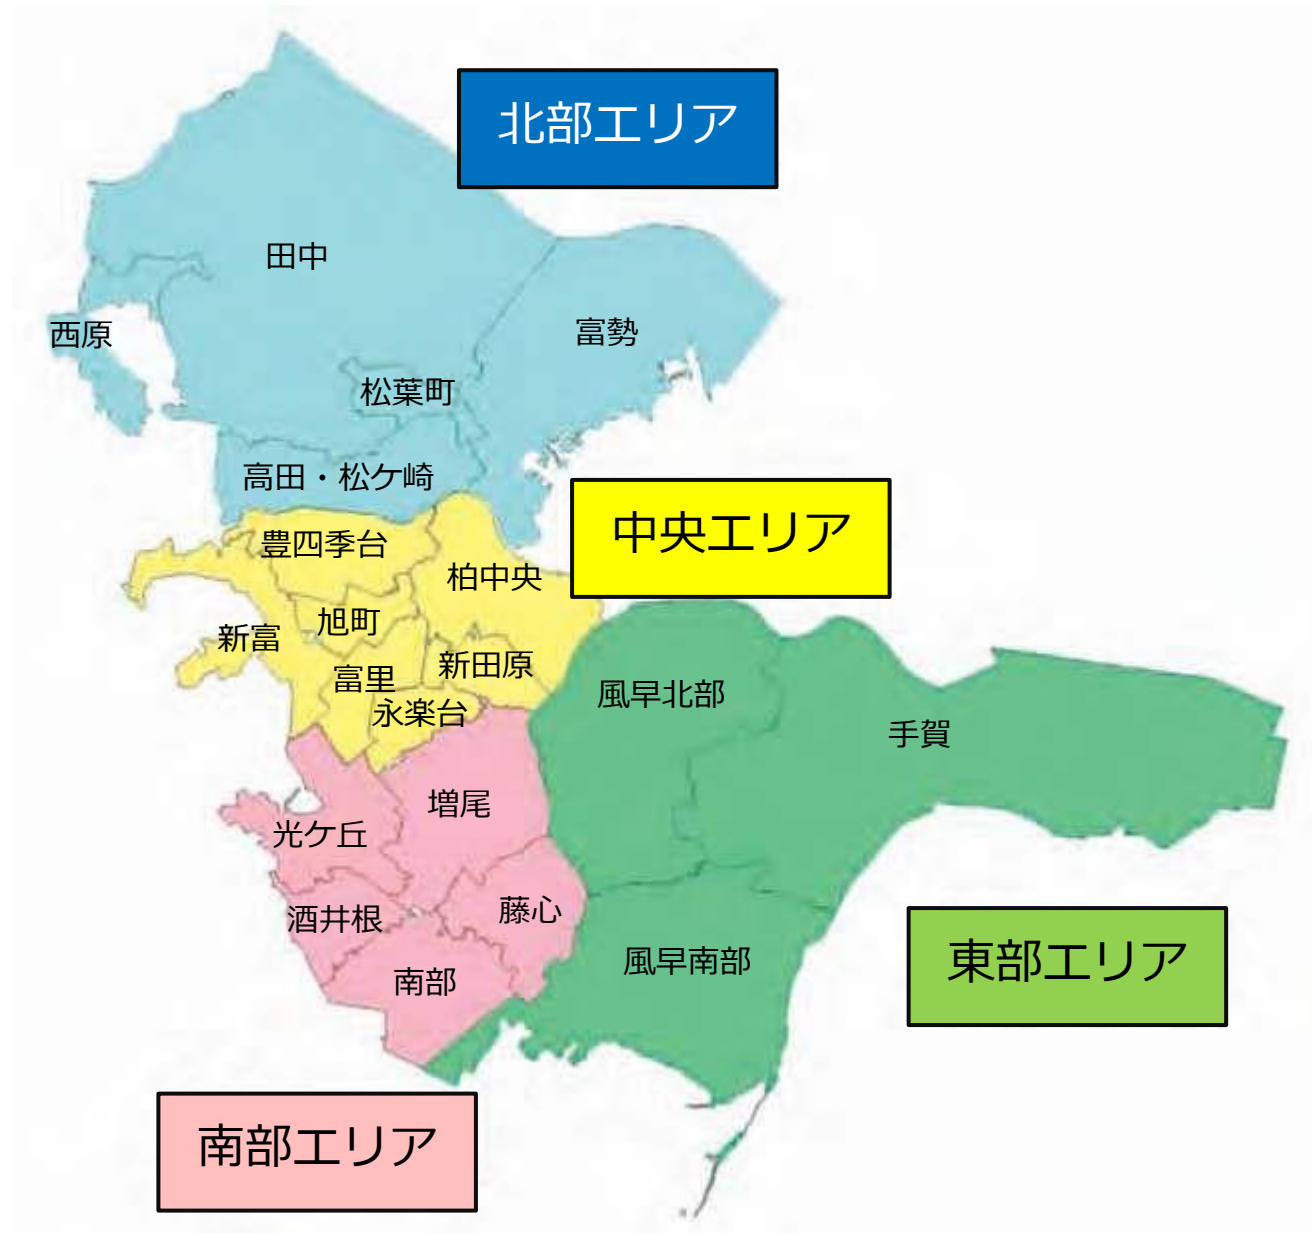 北部エリア
田中
富勢
西原
松葉町
高田・松ケ崎
中央エリア
豊四季台
柏中央
旭町
新富
富里
新田原
永楽台
風早北部
手賀
増尾
光ケ丘
藤心
酒井根
東部エリア
風早南部
南部
南部エリア